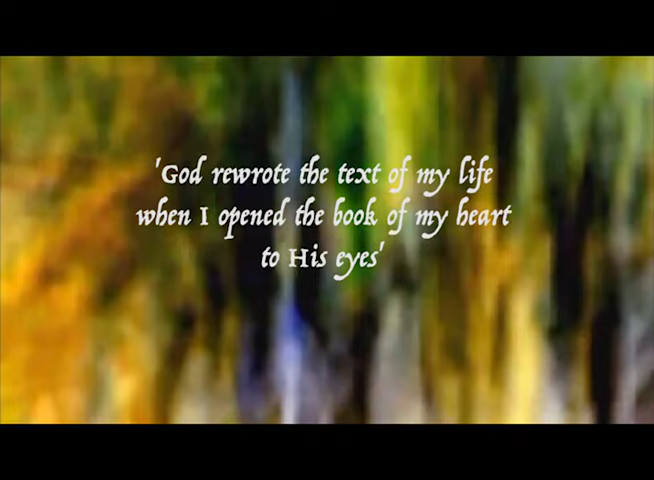 'God rewrote the text of my life
when I opened the book of my heart
to His eyes'